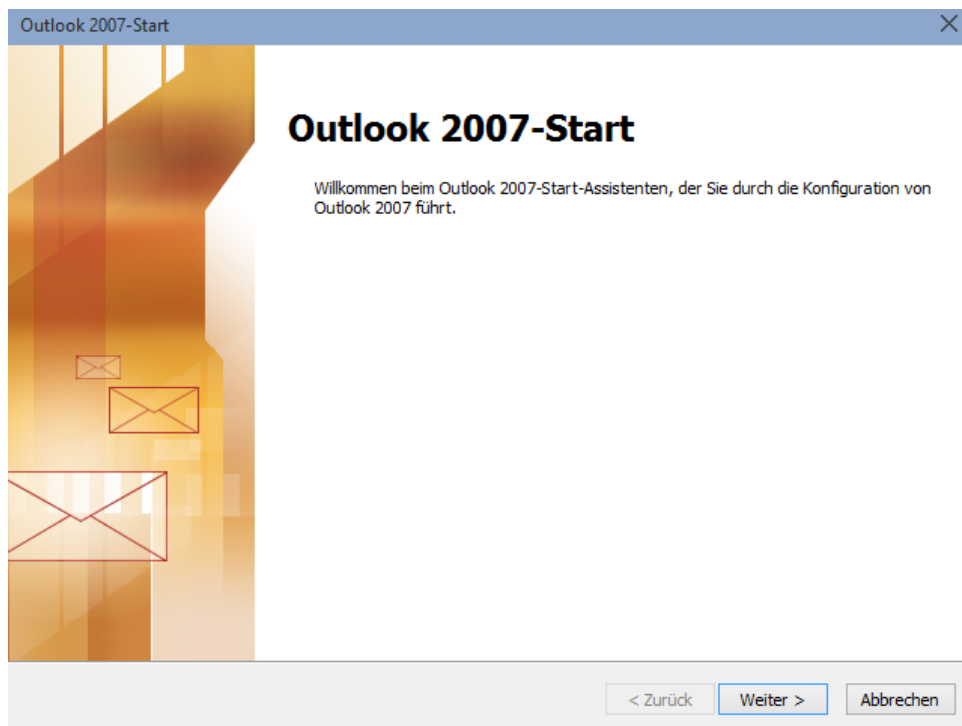 Outlook 2007-Start
Outlook 2007-Start
Willkommen beim Outlook 2007-Start-Assistenten, der Sie durch die Konfiguration von
Outlook 2007 führt.
< Zurück
Weiter >
Abbrechen